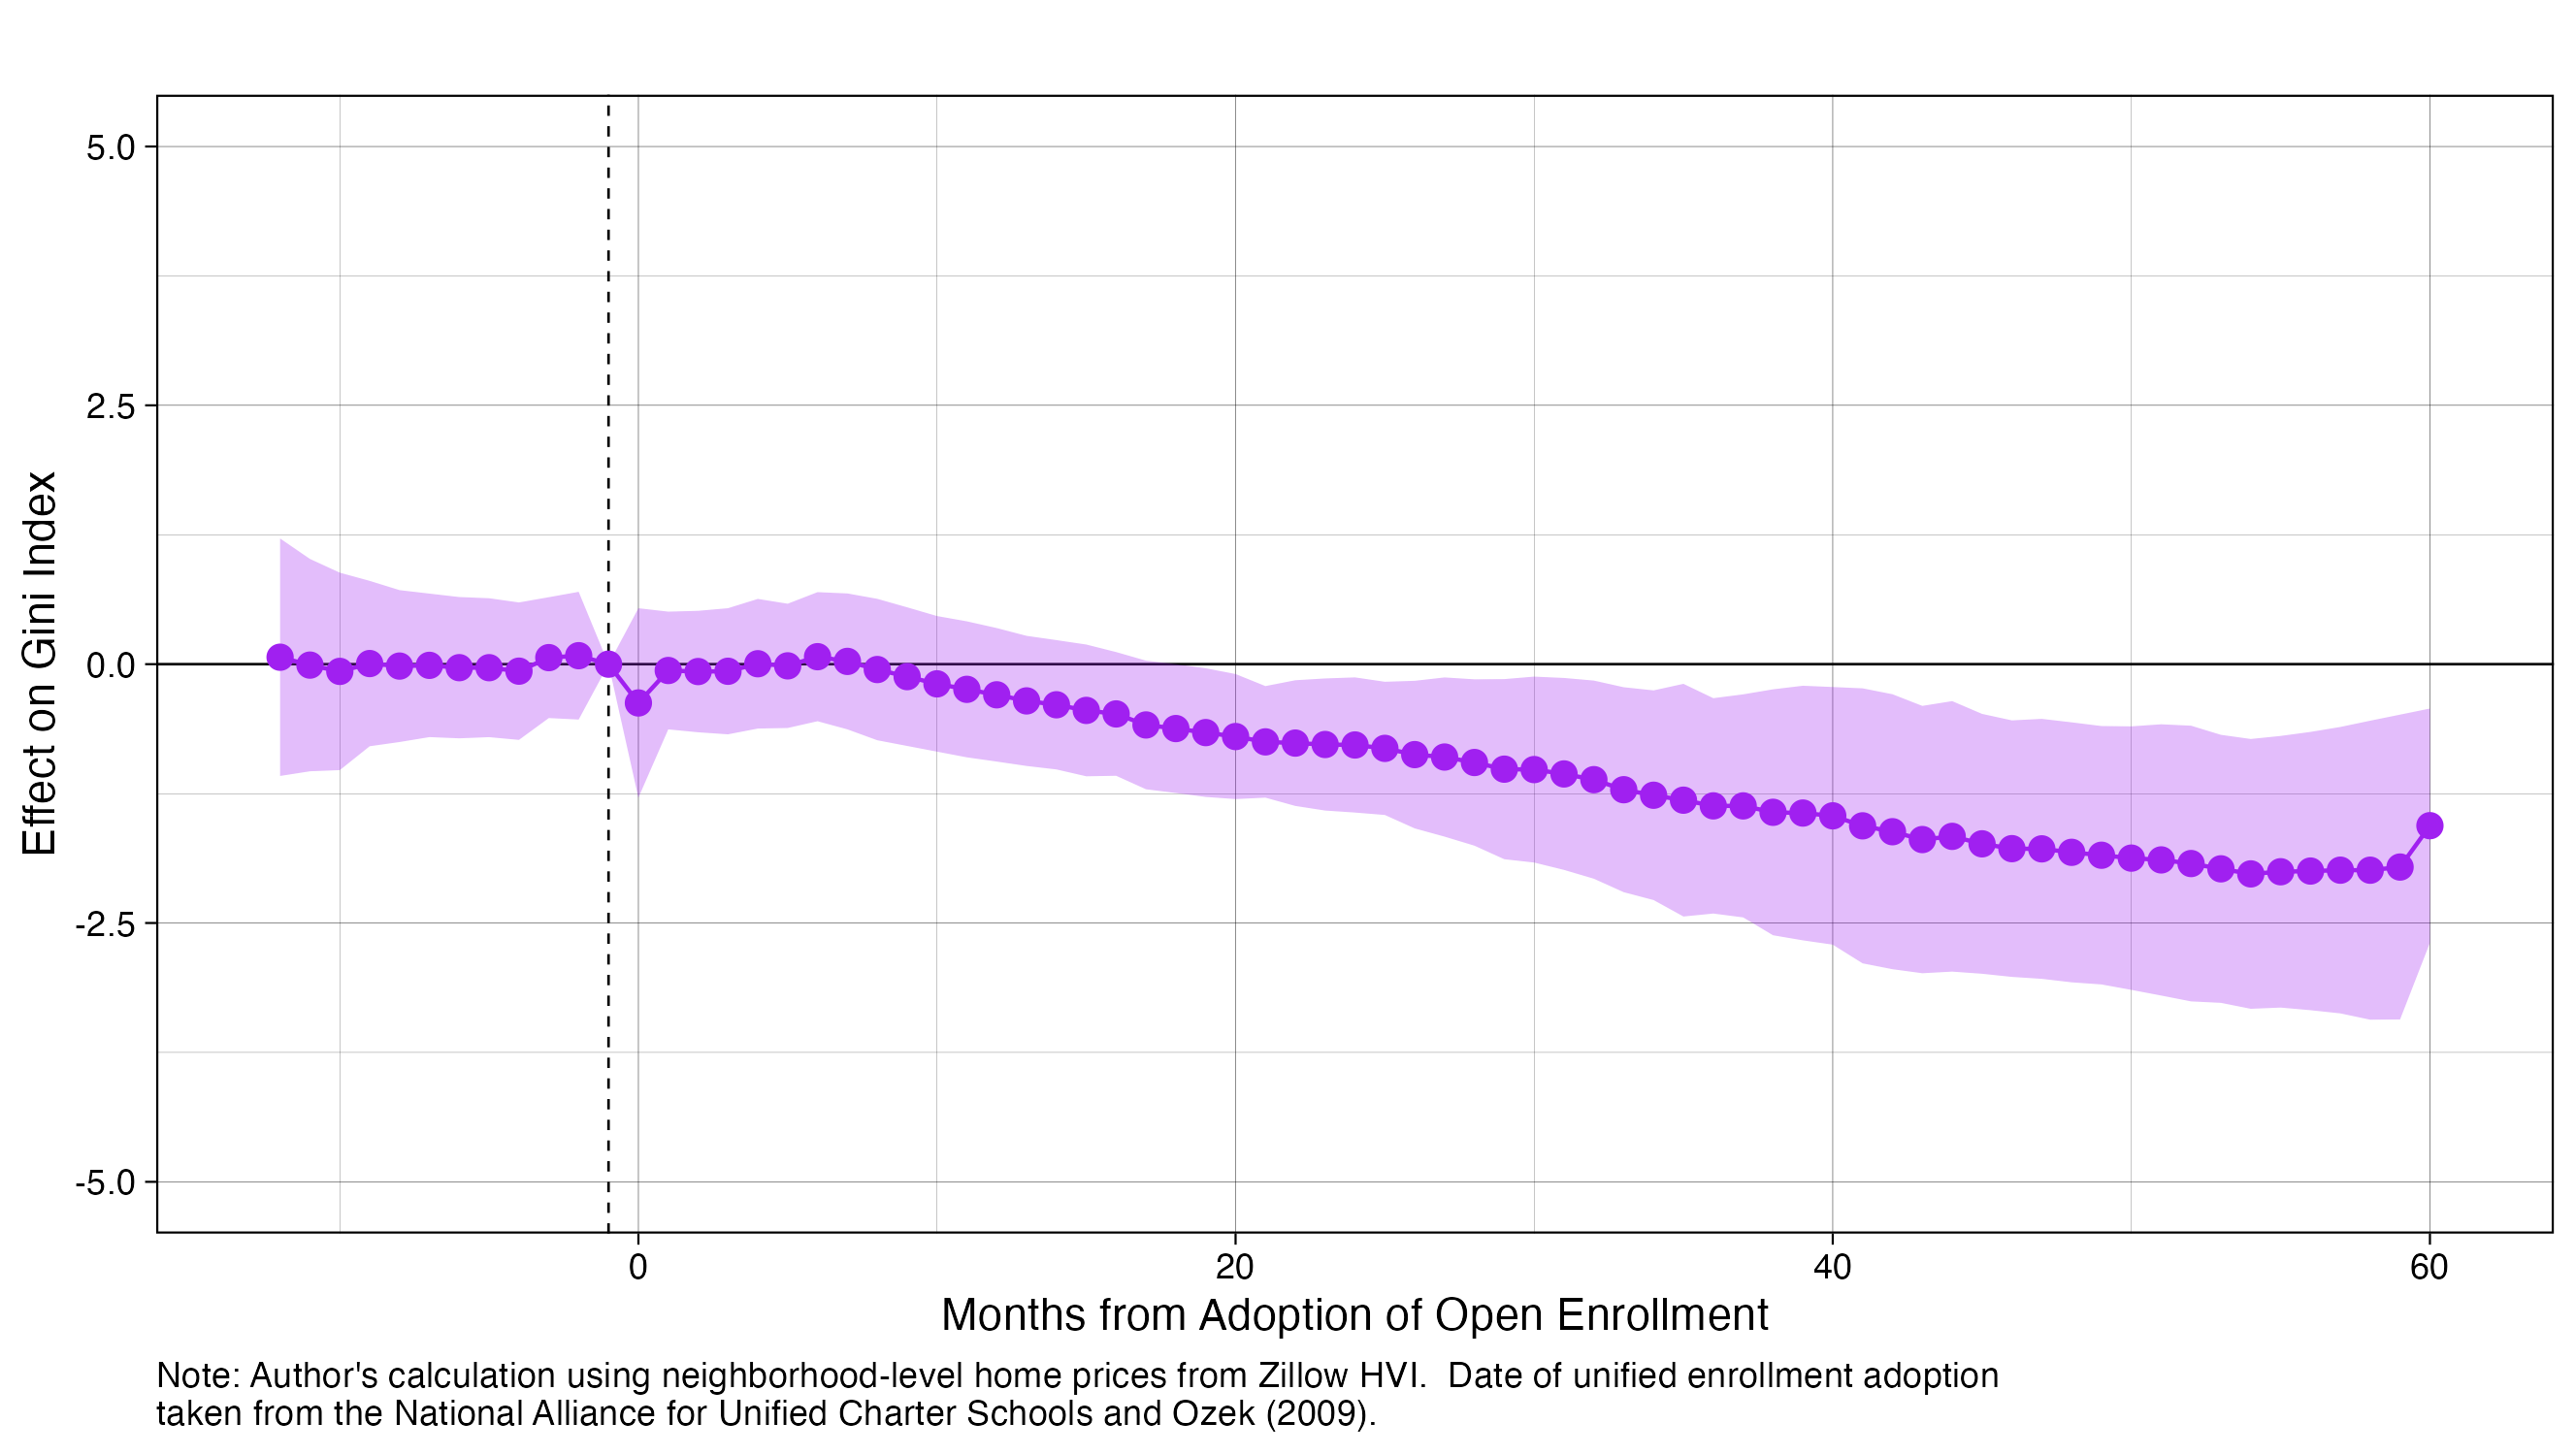 5.0
2.5
0.0
-2.5
-5.0
Effect on Gini Index
0 20 40 60
Months from Adoption of Open Enrollment
Note: Author's calculation using neighborhood-level home prices from Zillow HVI.  Date of unified enrollment adoption
taken from the National Alliance for Unified Charter Schools and Ozek (2009).